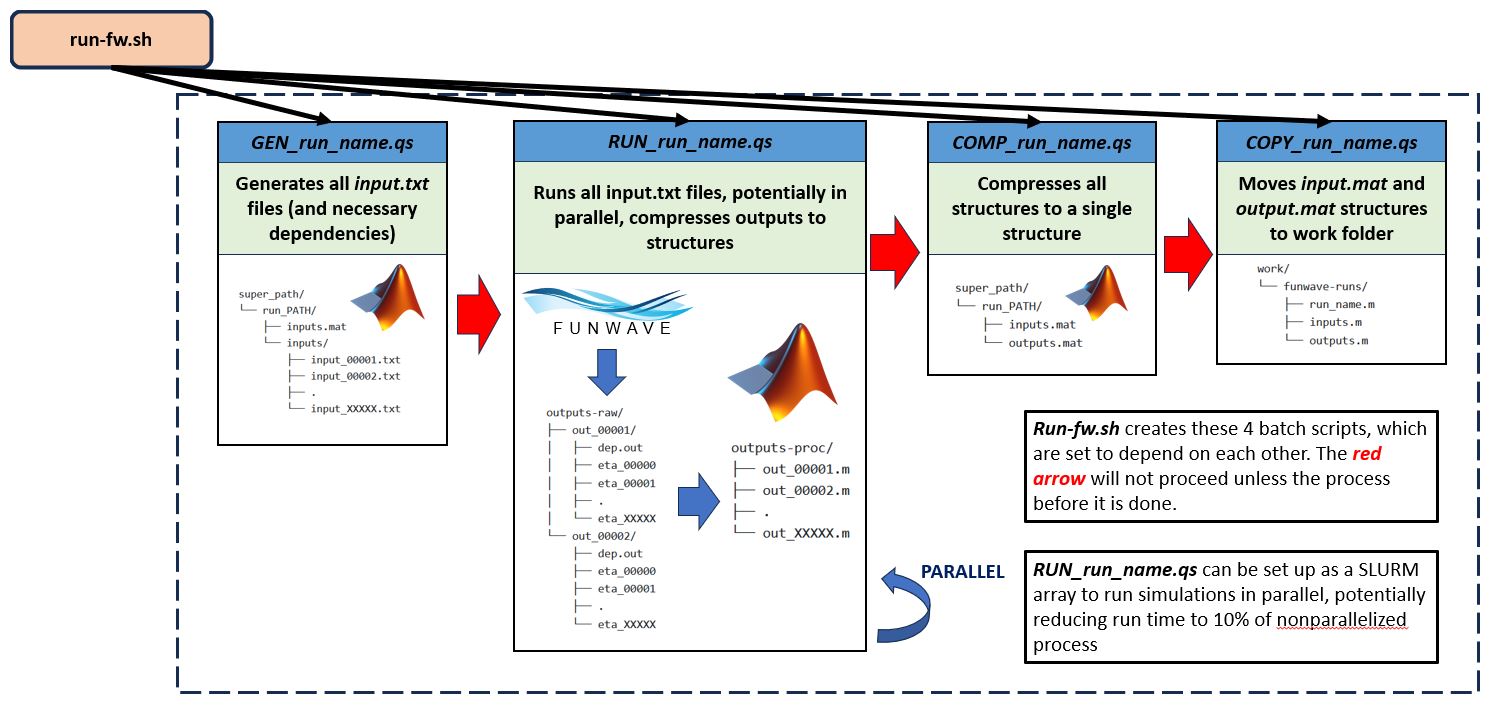 run-fw.sh
GEN_run_name.qs
Generates all input.txt
files (and necessary
dependencies)
super_path/
└── run_PATH/
├── inputs.mat
└── inputs/
├── input_00001.txt
├── input_00002.txt
├── .
└── input_XXXXX.txt
RUN_run_name.qs
Runs all input.txt files, potentially in
parallel, compresses outputs to
structures
FUNWAVE
outputs-raw/
├── out_00001/
│ ├── dep.out
│ ├── eta_00000
│ ├── eta_00001
│ ├── .
│ └── eta_XXXXX
└── out_00002/
├── dep.out
├── eta_00000
├── eta_00001
├── .
└── eta_XXXXX
outputs-proc/
├── out_00001.m
├── out_00002.m
├── .
└── out_XXXXX.m
COMP_run_name.qs
Compresses all
structures to a single
structure
super_path/
└── run_PATH/
├── inputs.mat
└── outputs.mat
COPY_run_name.qs
Moves input.mat and
output.mat structures
to work folder
work/
└── funwave-runs/
├── run_name.m
├── inputs.m
└── outputs.m
Run-fw.sh creates these 4 batch scripts, which
are set to depend on each other. The red
arrow will not proceed unless the process
before it is done.
PARALLEL
RUN_run_name.qs can be set up as a SLURM
array to run simulations in parallel, potentially
reducing run time to 10% of nonparallelized
process